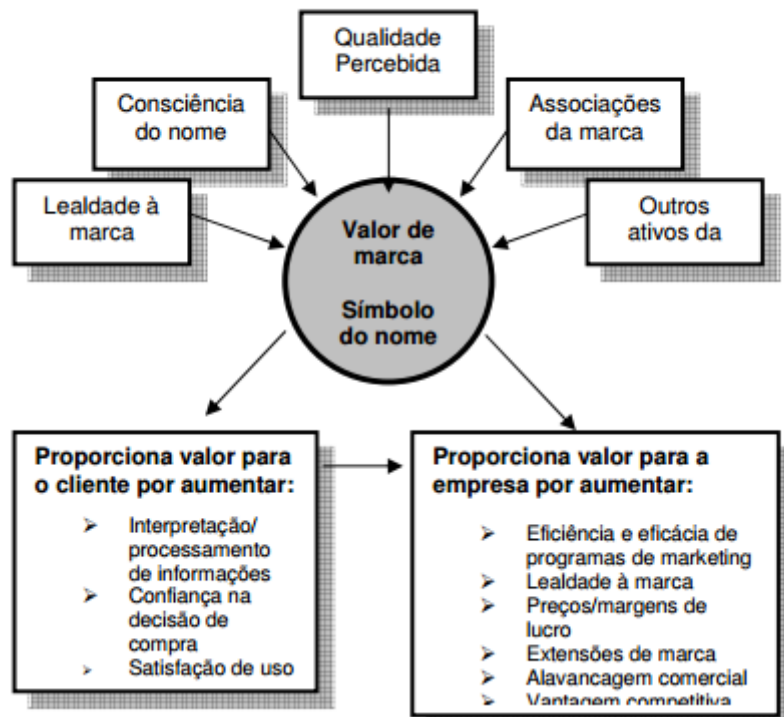 Qualidade
Percebida
Consciência
do nome
Associações
da marca
Lealdade à
marca
Outros
ativos da
Valor de
marca
Símbolo
do nome
Proporciona valor para
o cliente por aumentar:
Interpretação/
processamento
de informações
Confiança na
decisão de
compra
Satisfação de uso
Proporciona valor para a
empresa por aumentar:
Eficiência e eficácia de
programas de marketing
Lealdade à marca
Preços/margens de
lucro
Extensões de marca
Alavancagem comercial
Vantagem competitiva